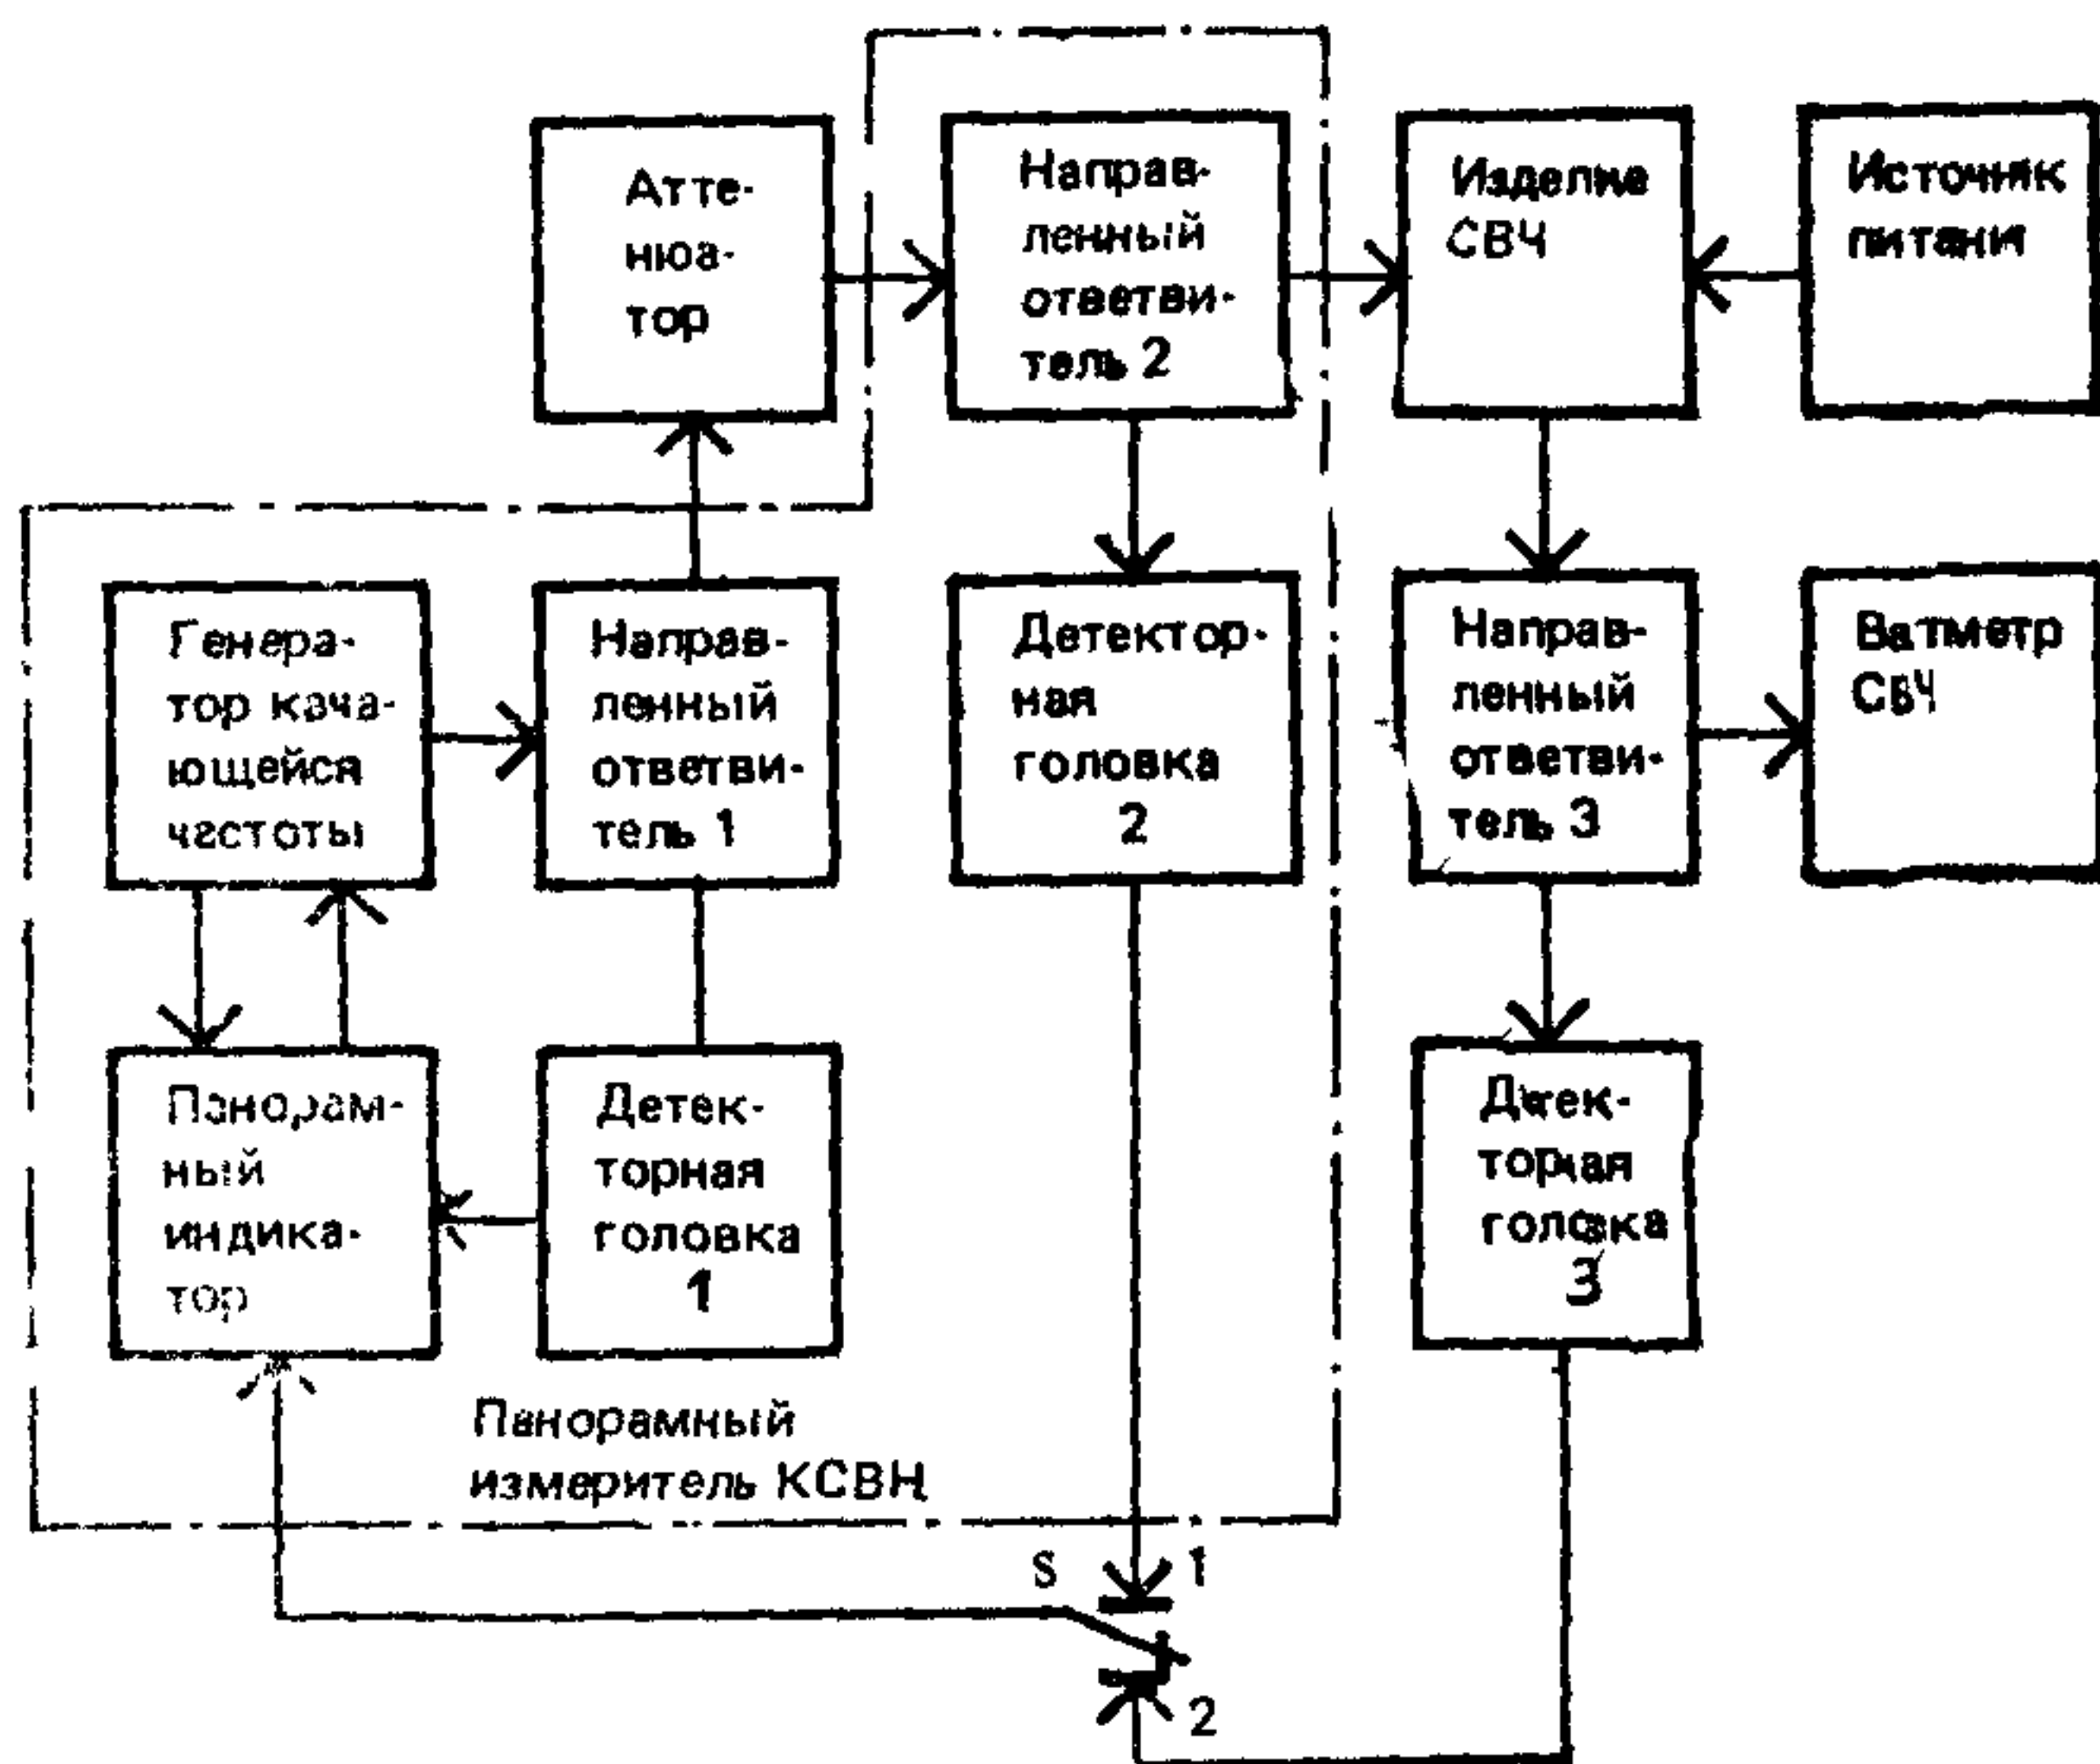 Атте-
нюа-
тор
Направ-
ленный
ответви-
тель 2
Изделие
СВЧ
Источник
питани
Генера-
тор кача-
ющейся
частоты
Направ-
ленный
ответви-
тель 1
Детектор-
ная
головка
2
Направ-
ленный
ответви-
тель 3
Ватметр
СВЧ
Панорам-
ный
индика-
тор
Детек-
торная
головка
1
Детек-
торная
головка
3
Панорамный
измеритель КСВН
S
1
2